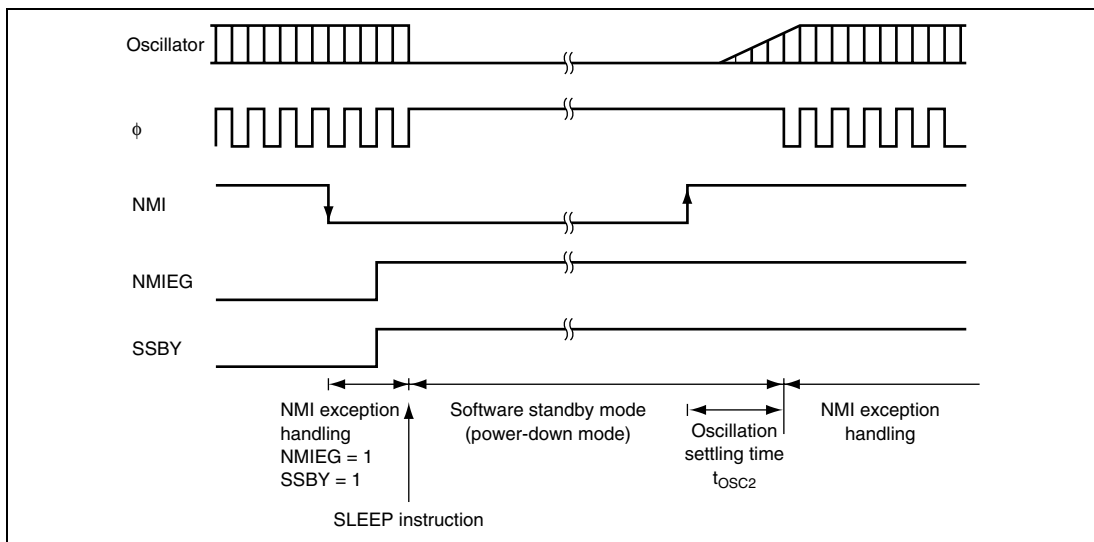 Oscillator
ϕ
NMI
NMIEG
SSBY
NMI exception
handling
NMIEG = 1
SSBY = 1
Software standby mode
(power-down mode)
Oscillation
settling time
tOSC2
NMI exception
handling
SLEEP instruction